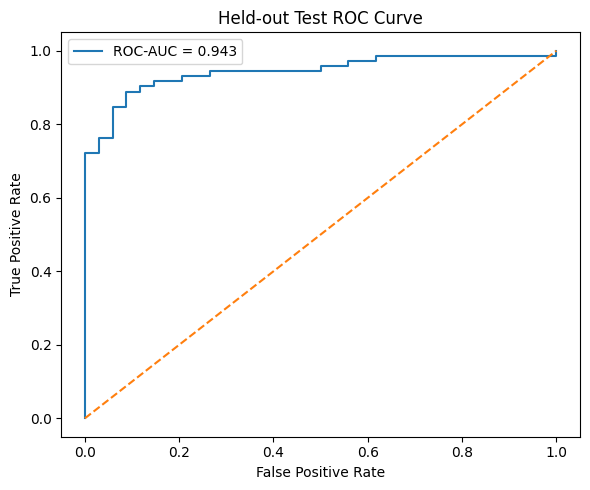 Held-out Test ROC Curve
ROC-AUC = 0.943
True Positive Rate
1.0
0.8
0.6
0.4
0.2
0.0
0.0 0.2 0.4 0.6 0.8 1.0
False Positive Rate